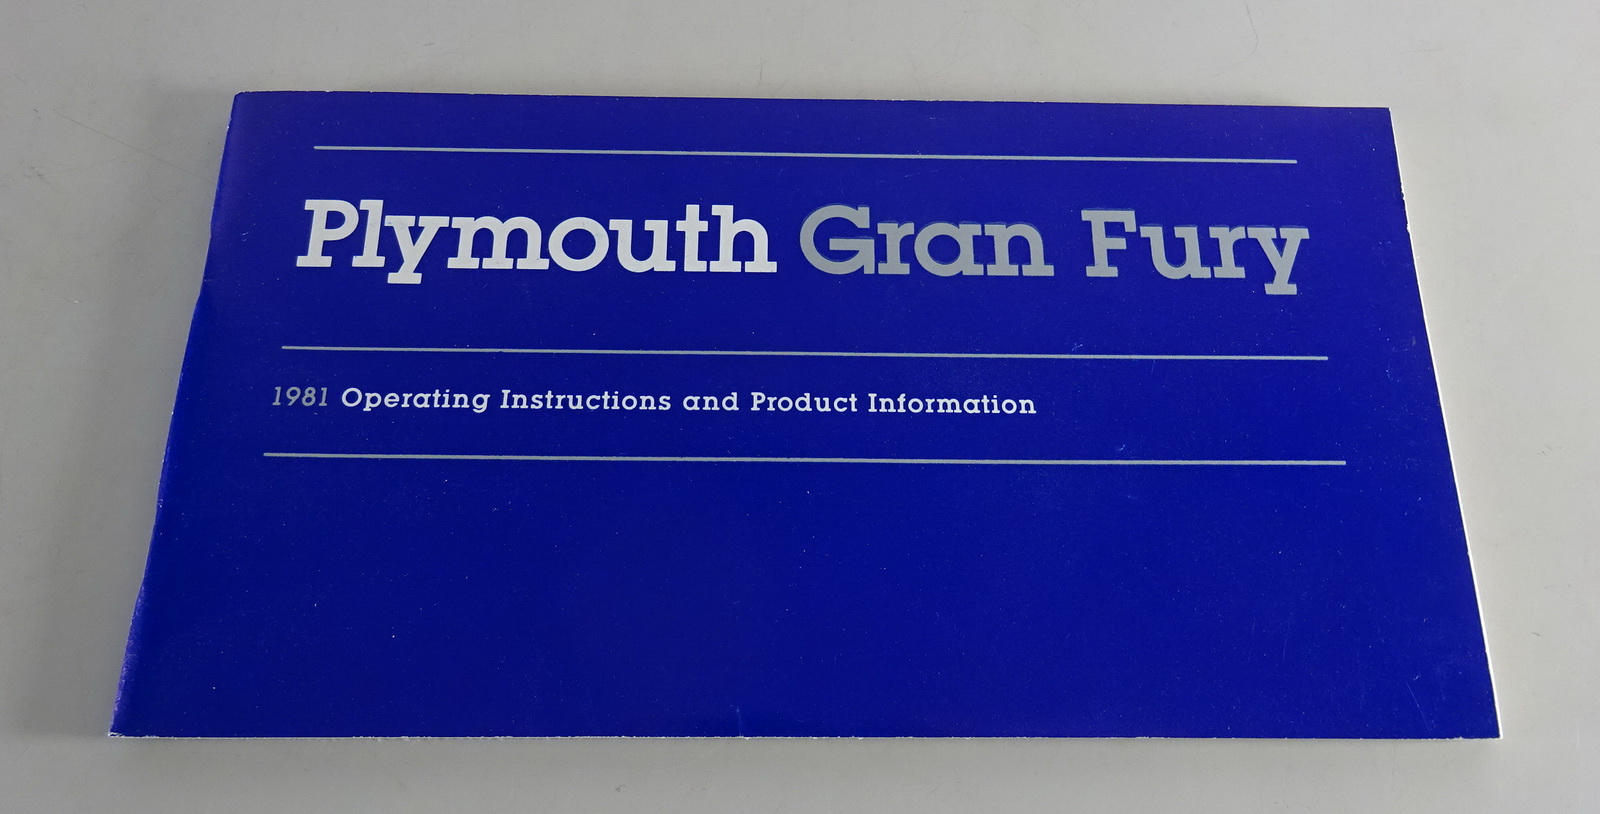 Plymouth Gran Fury
1981 Operating Instructions and Product Information